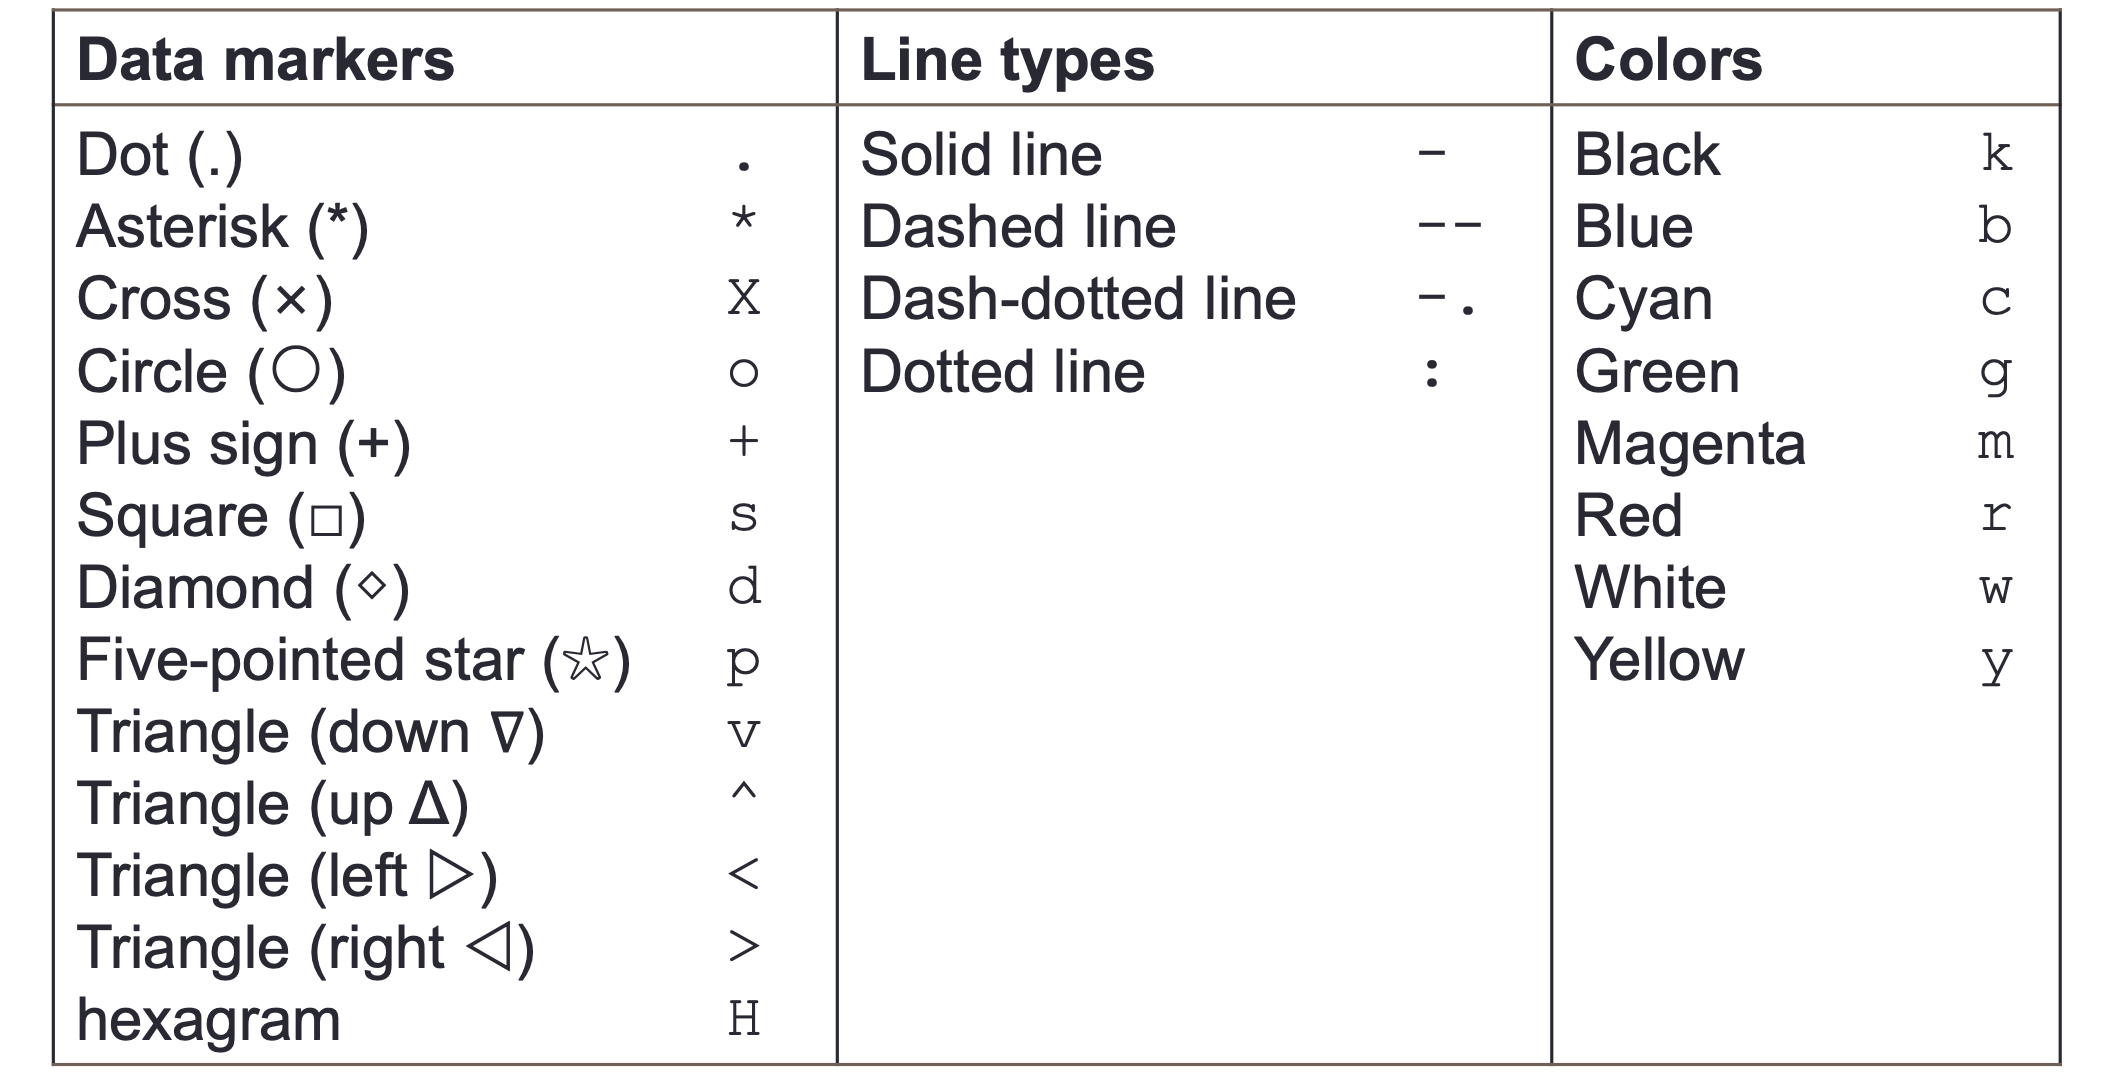 Data markers Line types Colors
Dot (.) . Solid line - Black k
Asterisk (*) * Dashed line -- Blue b
Cross (×) X Dash-dotted line -. Cyan c
Circle (○) o Dotted line : Green g
Plus sign (+) + Magenta m
Square (□) s Red r
Diamond (◇) d White w
Five-pointed star (☆) p Yellow y
Triangle (down ∇) v
Triangle (up Δ) ^
Triangle (left ▷) <
Triangle (right ◁) >
hexagram H